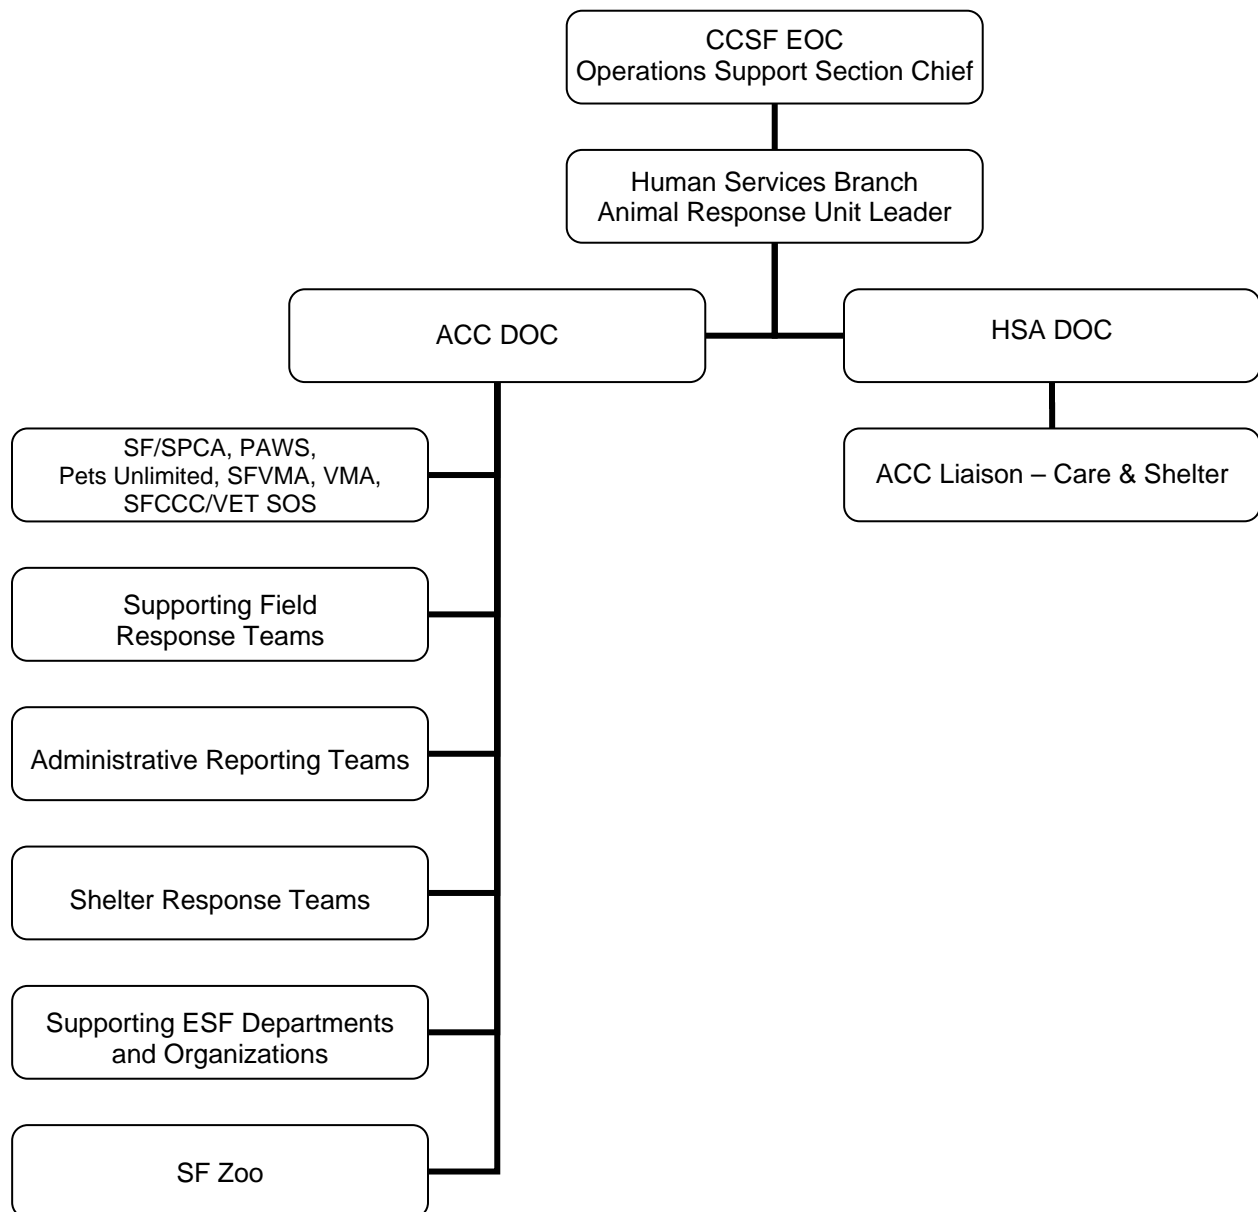 CCSF EOC
Operations Support Section Chief
Human Services Branch
Animal Response Unit Leader
ACC DOC
HSA DOC
SF/SPCA, PAWS,
Pets Unlimited, SFVMA, VMA,
SFCCC/VET SOS
ACC Liaison – Care & Shelter
Supporting Field
Response Teams
Administrative Reporting Teams
Shelter Response Teams
Supporting ESF Departments
and Organizations
SF Zoo